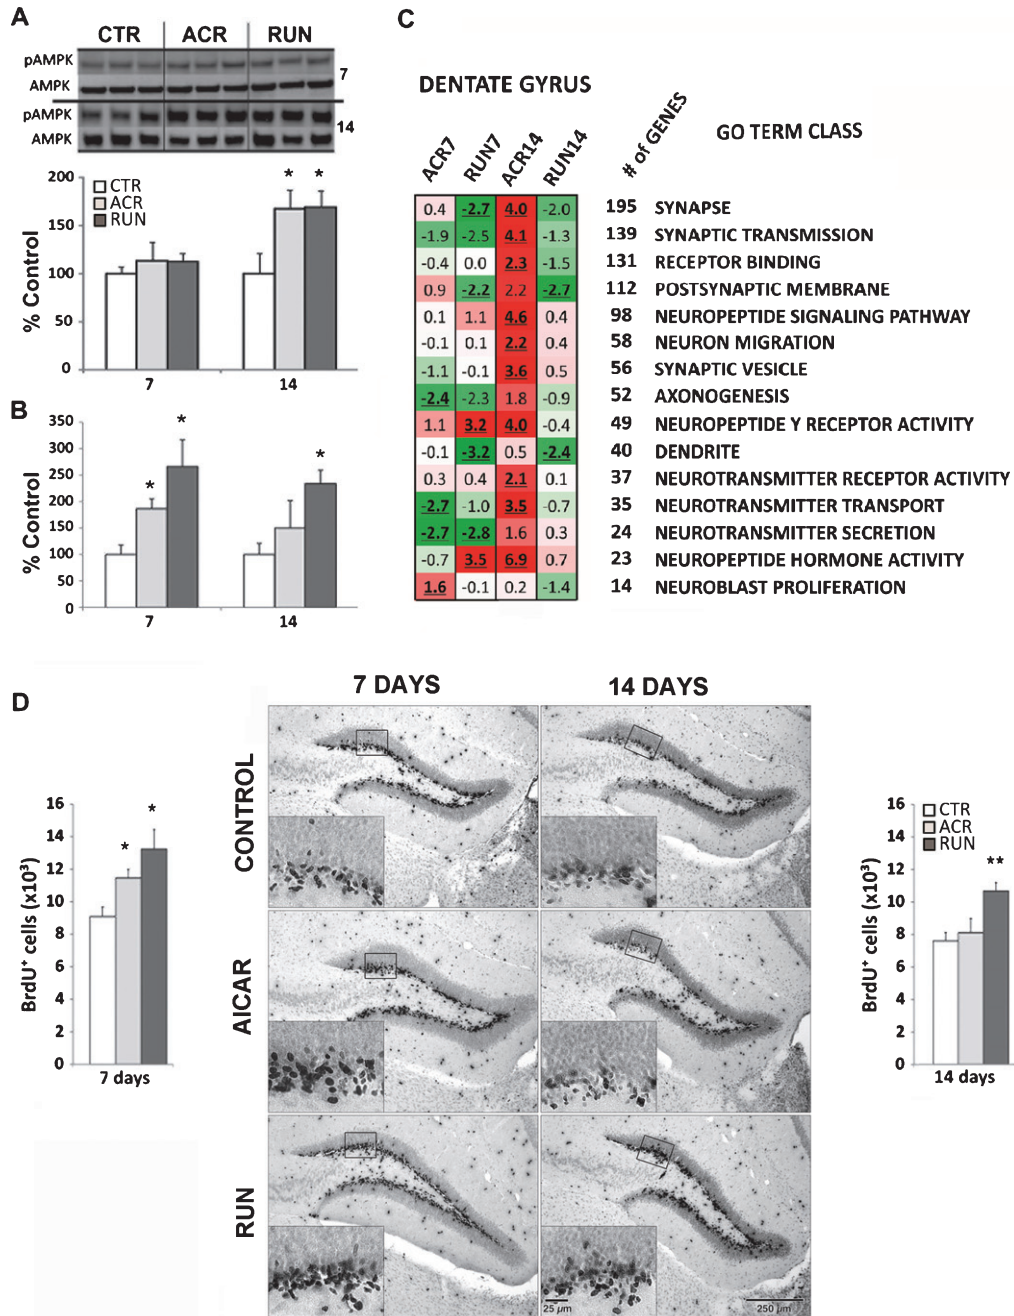 A
CTR ACR RUN
pAMPK
AMPK
7
pAMPK
AMPK
14
200
150
100
50
0
% Control
CTR
ACR
RUN
* *
7 14
B
350
300
250
200
150
100
50
0
% Control
* * *
7 14
C
DENTATE GYRUS
ACR7 RUN7 ACR14 RUN14 # of GENES GO TERM CLASS
0.4 -2.7 4.0 -2.0 195 SYNAPSE
-1.9 -2.5 4.1 -1.3 139 SYNAPTIC TRANSMISSION
-0.4 0.0 2.3 -1.5 131 RECEPTOR BINDING
0.9 -2.2 2.2 -2.7 112 POSTSYNAPTIC MEMBRANE
0.1 1.1 4.6 0.4 98 NEUROPEPTIDE SIGNALING PATHWAY
-0.1 0.1 2.2 0.4 58 NEURON MIGRATION
-1.1 -0.1 3.6 0.5 56 SYNAPTIC VESICLE
-2.4 -2.3 1.8 -0.9 52 AXONOGENESIS
1.1 3.2 4.0 -0.4 49 NEUROPEPTIDE Y RECEPTOR ACTIVITY
-0.1 -3.2 0.5 -2.4 40 DENDRITE
0.3 0.4 2.1 0.1 37 NEUROTRANSMITTER RECEPTOR ACTIVITY
-2.7 -1.0 3.5 -0.7 35 NEUROTRANSMITTER TRANSPORT
-2.7 -2.8 1.6 0.3 24 NEUROTRANSMITTER SECRETION
-0.7 3.5 6.9 0.7 23 NEUROPEPTIDE HORMONE ACTIVITY
1.6 -0.1 0.2 -1.4 14 NEUROBLAST PROLIFERATION
D
16
14
12
10
8
6
4
2
0
BrdU⁺ cells (x10³)
* *
7 days
7 DAYS 14 DAYS
CONTROL
AICAR
RUN
25 µm
250 µm
16
14
12
10
8
6
4
2
0
BrdU⁺ cells (x10³)
CTR
ACR
RUN
**
14 days